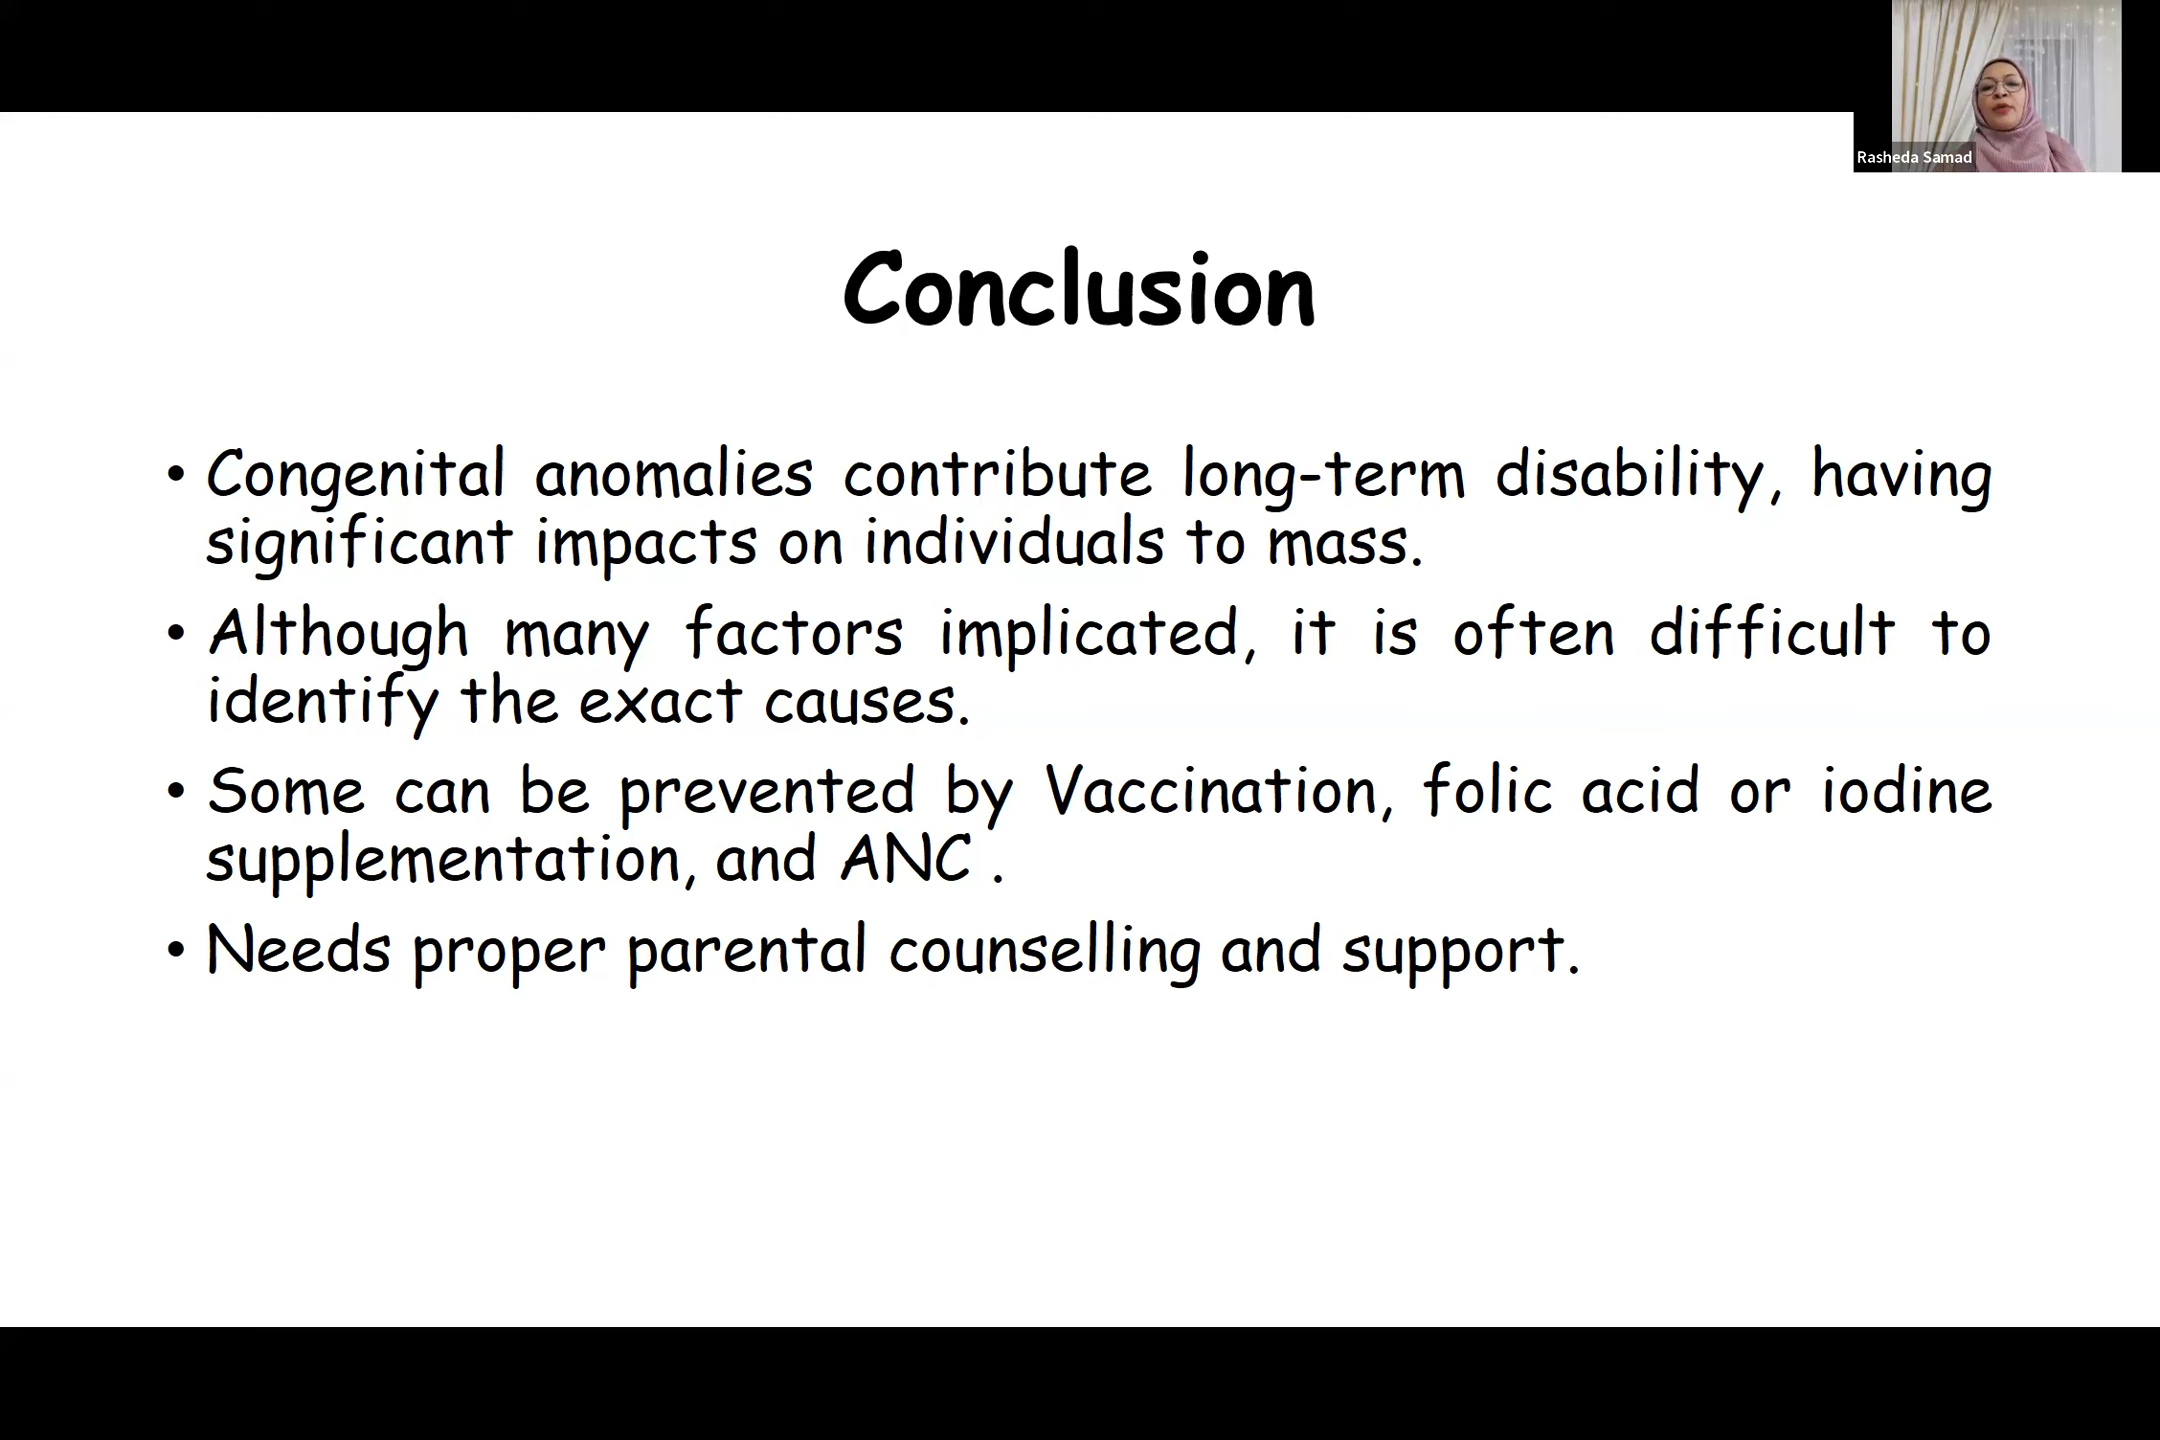 Rasheda Samad
Conclusion
• Congenital anomalies contribute long-term disability, having
significant impacts on individuals to mass.
• Although many factors implicated, it is often difficult to
identify the exact causes.
• Some can be prevented by Vaccination, folic acid or iodine
supplementation, and ANC .
• Needs proper parental counselling and support.